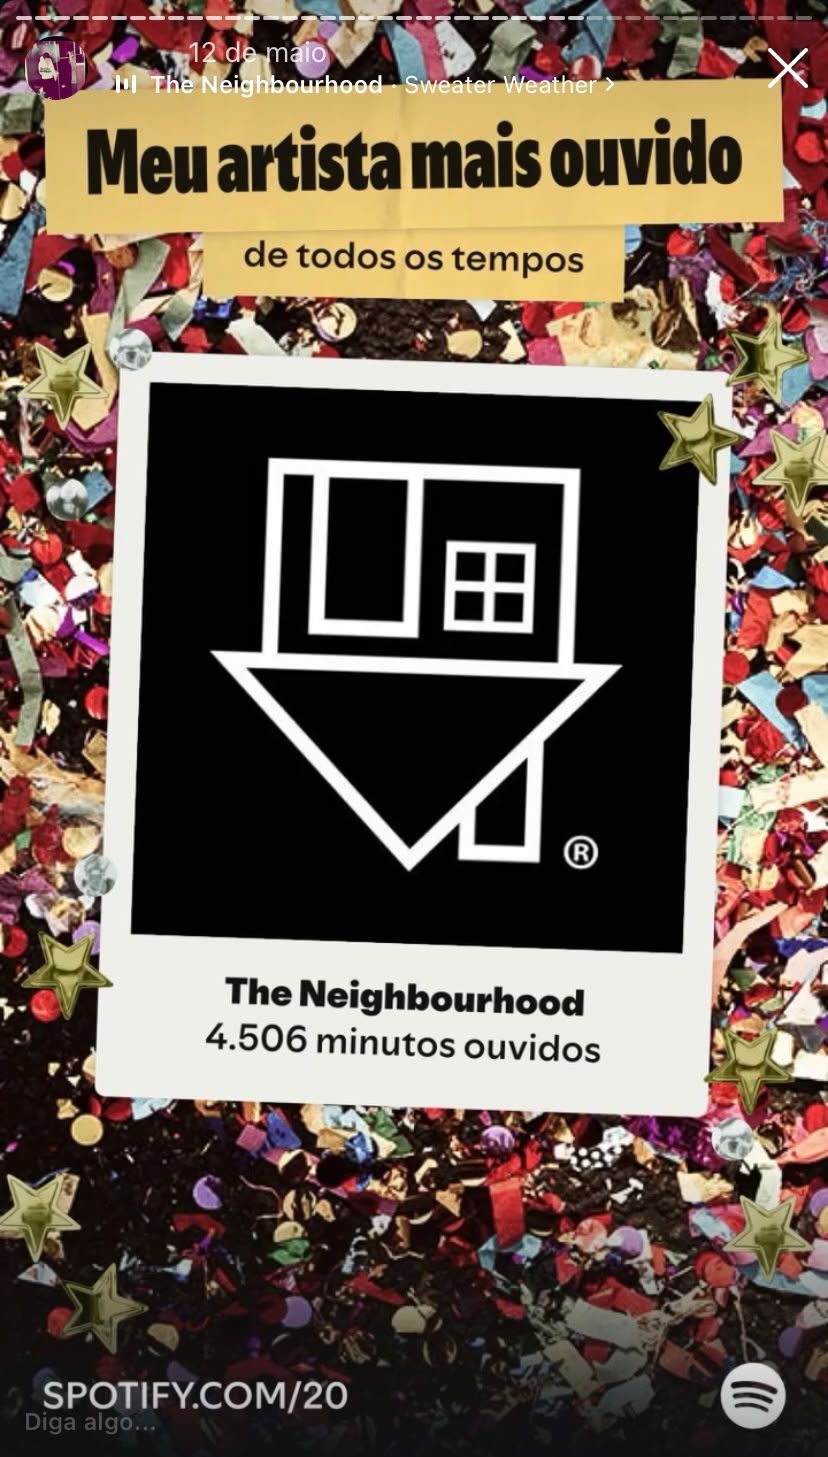 12 de maio
The Neighbourhood · Sweater Weather >
Meu artista mais ouvido
de todos os tempos
®
The Neighbourhood
4.506 minutos ouvidos
SPOTIFY.COM/20
Diga algo...